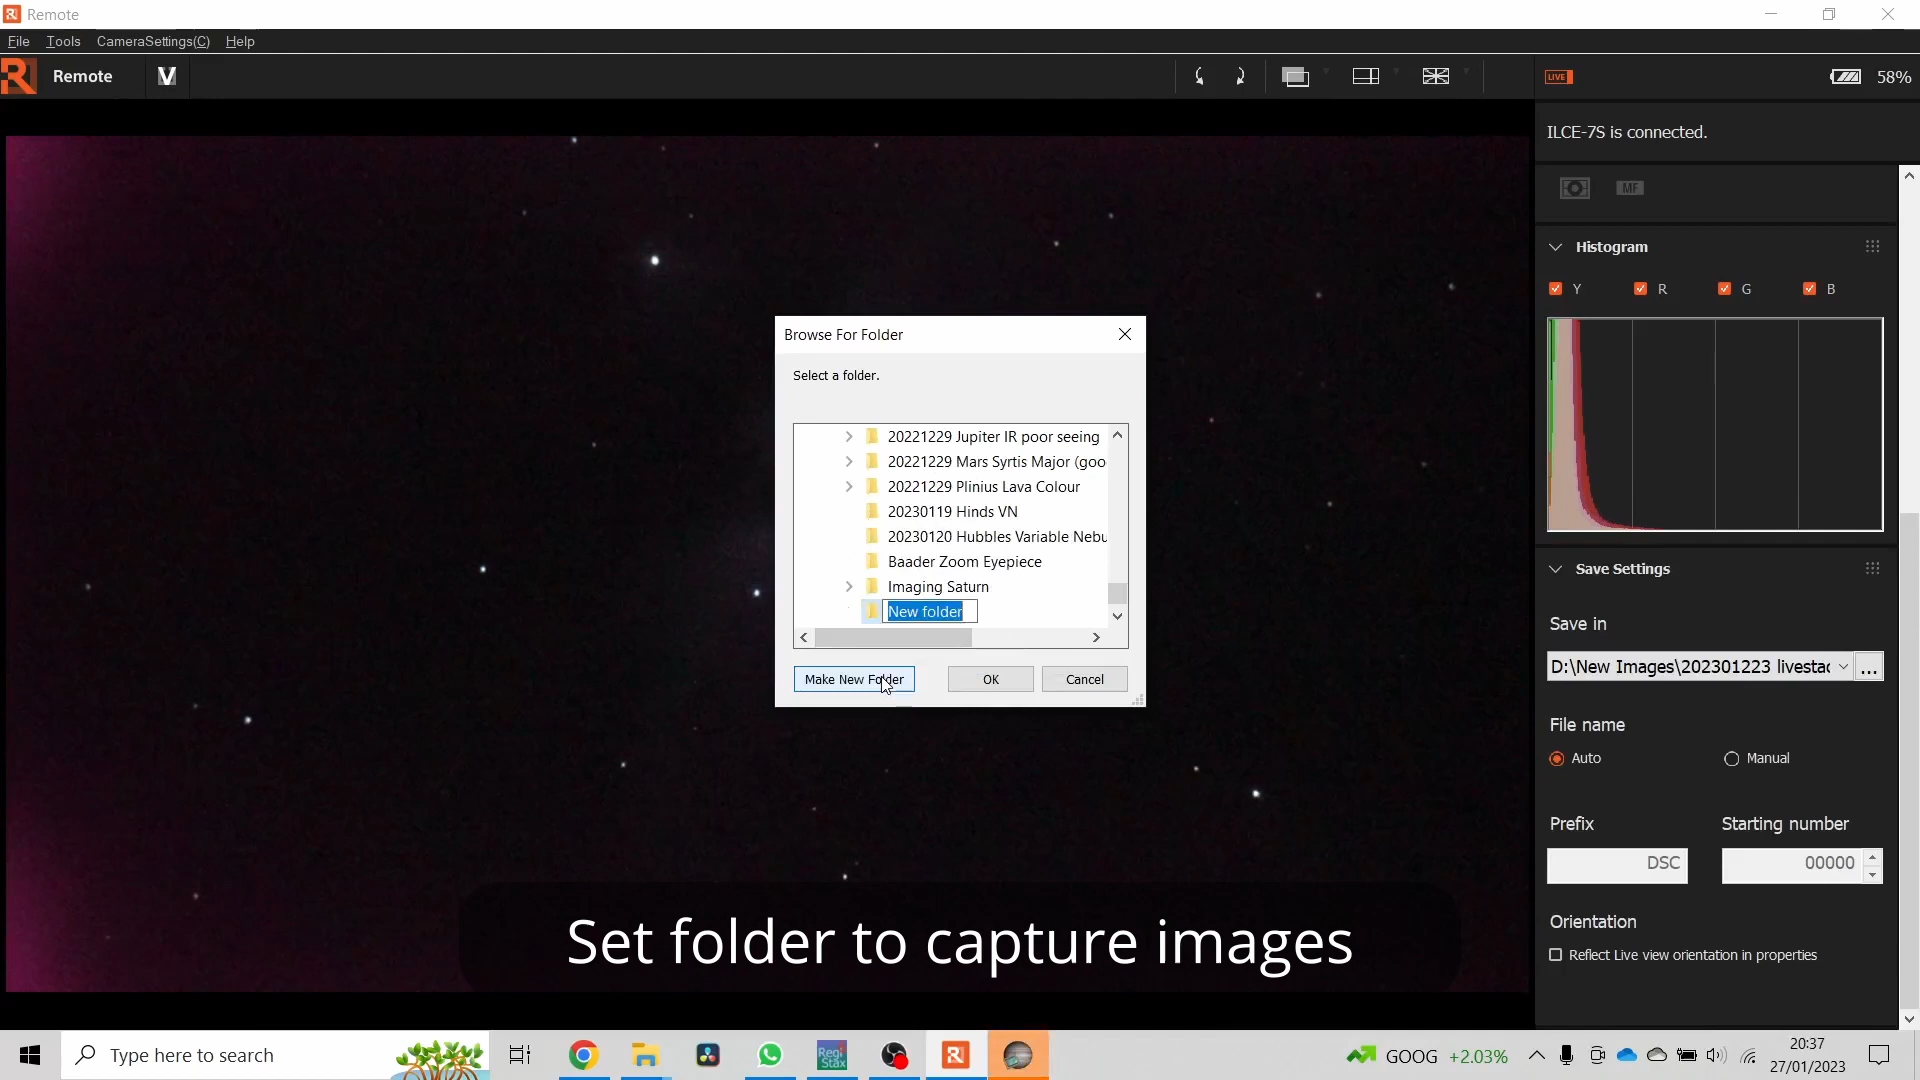 Remote
File Tools CameraSettings(C) Help
Remote V
LIVE 58%
ILCE-7S is connected.
MF
Histogram
Y R G B
Browse For Folder
Select a folder.
20221229 Jupiter IR poor seeing
20221229 Mars Syrtis Major (goo
20221229 Plinius Lava Colour
20230119 Hinds VN
20230120 Hubbles Variable Nebu
Baader Zoom Eyepiece
Imaging Saturn
New folder
Make New Folder OK Cancel
Save Settings
Save in
D:\New Images\202301223 livestac ...
File name
Auto Manual
Prefix Starting number
DSC 00000
Orientation
Reflect Live view orientation in properties
Set folder to capture images
Type here to search
Regi
Stax
GOOG +2.03%
20:37
27/01/2023